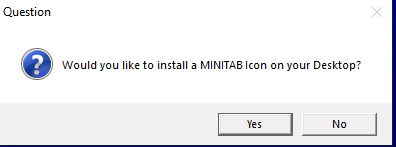 Question
Would you like to install a MINITAB Icon on your Desktop?
Yes No